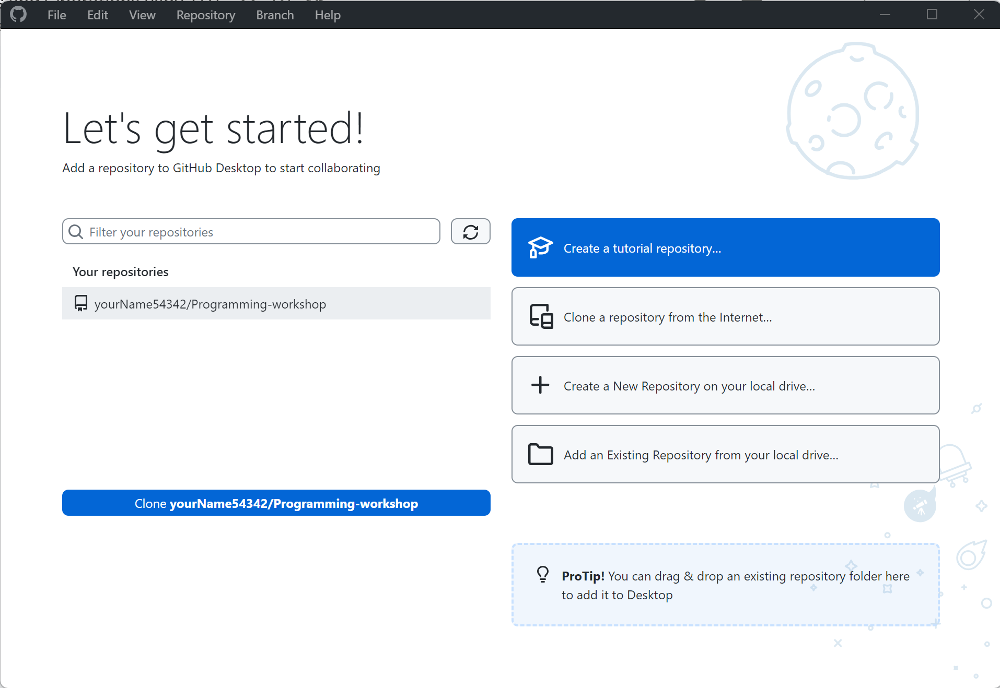 File Edit View Repository Branch Help
Let's get started!
Add a repository to GitHub Desktop to start collaborating
Filter your repositories
Your repositories
yourName54342/Programming-workshop
Clone yourName54342/Programming-workshop
Create a tutorial repository...
Clone a repository from the Internet...
Create a New Repository on your local drive...
Add an Existing Repository from your local drive...
ProTip! You can drag & drop an existing repository folder here
to add it to Desktop